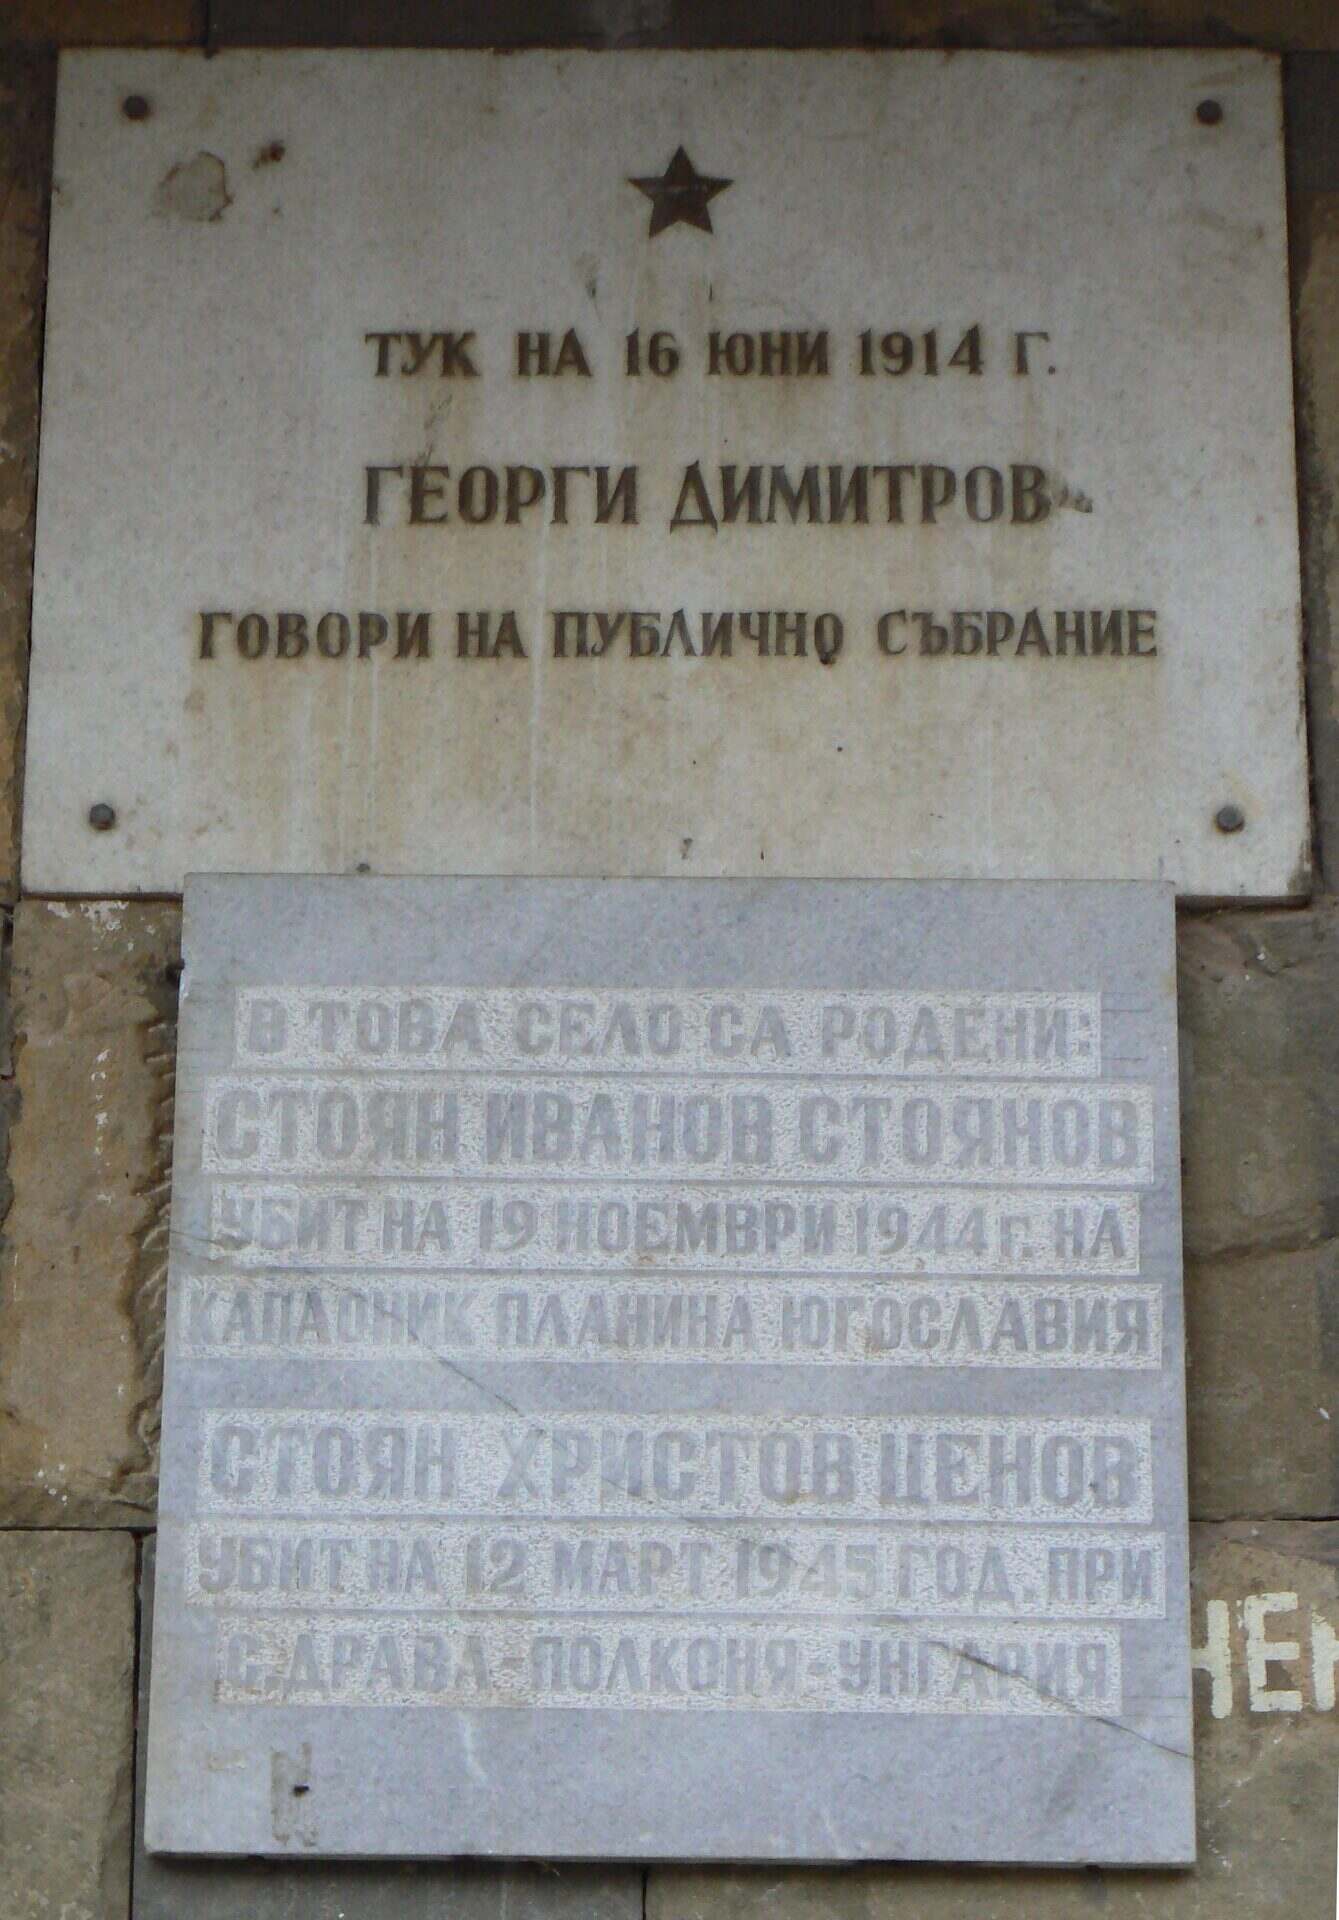 ТУК НА 16 ЮНИ 1914 Г.
ГЕОРГИ ДИМИТРОВ
ГОВОРИ НА ПУБЛИЧНО СЪБРАНИЕ
В ТОВА СЕЛО СА РОДЕНИ:
СТОЯН ИВАНОВ СТОЯНОВ
УБИТ НА 19 НОЕМВРИ 1944 Г. НА
КАПАОНИК ПЛАНИНА ЮГОСЛАВИЯ
СТОЯН ХРИСТОВ ЦЕНОВ
УБИТ НА 12 МАРТ 1945 ГОД. ПРИ
С. ДРАВА-ПОЛКОНЯ-УНГАРИЯ